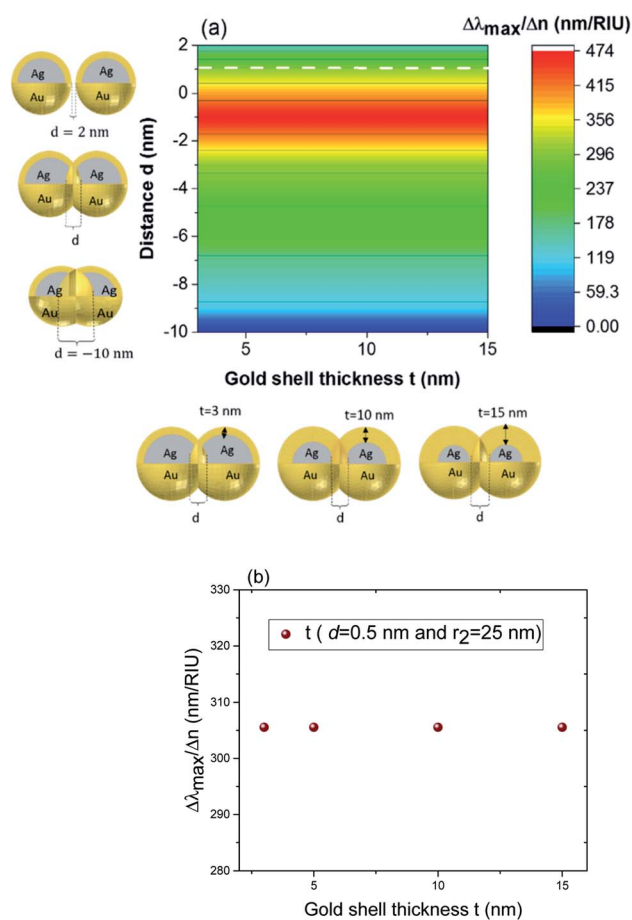 (a)
Δλmax/Δn (nm/RIU)
Ag Ag
Au Au
d = 2 nm
Ag Ag
Au Au
d
Ag Ag
Au Au
d = −10 nm
Distance d (nm)
2
0
-2
-4
-6
-8
-10
5 10 15
Gold shell thickness t (nm)
474
415
356
296
237
178
119
59.3
0.00
t=3 nm t=10 nm t=15 nm
Ag Ag Ag Ag Ag Ag
Au Au Au Au Au Au
d d d
(b)
Δλmax/Δn (nm/RIU)
330
320
310
300
290
280
t ( d=0.5 nm and r2=25 nm)
5 10 15
Gold shell thickness t (nm)